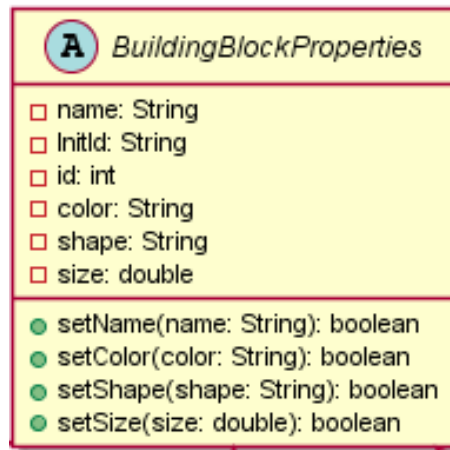 A BuildingBlockProperties
name: String
InitId: String
id: int
color: String
shape: String
size: double
setName(name: String): boolean
setColor(color: String): boolean
setShape(shape: String): boolean
setSize(size: double): boolean